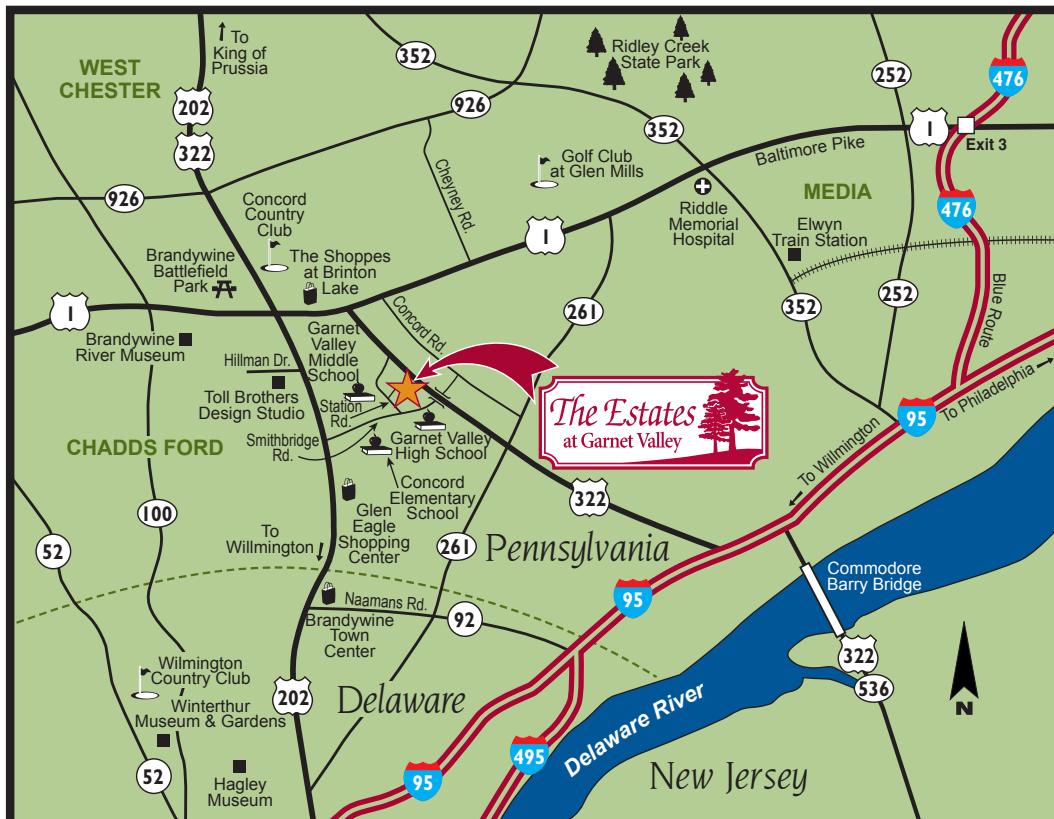 To
King of
Prussia
WEST
CHESTER
202
322
352
926
Ridley Creek
State Park
252
476
352
1
Exit 3
Baltimore Pike
Cheyney Rd.
Golf Club
at Glen Mills
926
Concord
Country
Club
Riddle
Memorial
Hospital
MEDIA
476
Elwyn
Train Station
1
Brandywine
Battlefield
Park
The Shoppes
at Brinton
Lake
352
252
Blue Route
261
1
Concord Rd.
Brandywine
River Museum
Garnet
Valley
Middle
School
Hillman Dr.
Toll Brothers
Design Studio
Station
Rd.
Smithbridge
Rd.
The Estates
at Garnet Valley
95
To Philadelphia
To Wilmington
CHADDS FORD
Garnet Valley
High School
Concord
Elementary
School
Glen
Eagle
Shopping
Center
322
100
52
To
Willmington
261
Pennsylvania
Commodore
Barry Bridge
95
Naamans Rd.
92
Brandywine
Town
Center
322
536
N
Wilmington
Country Club
Winterthur
Museum & Gardens
202
Delaware
Delaware River
495
95
New Jersey
52
Hagley
Museum